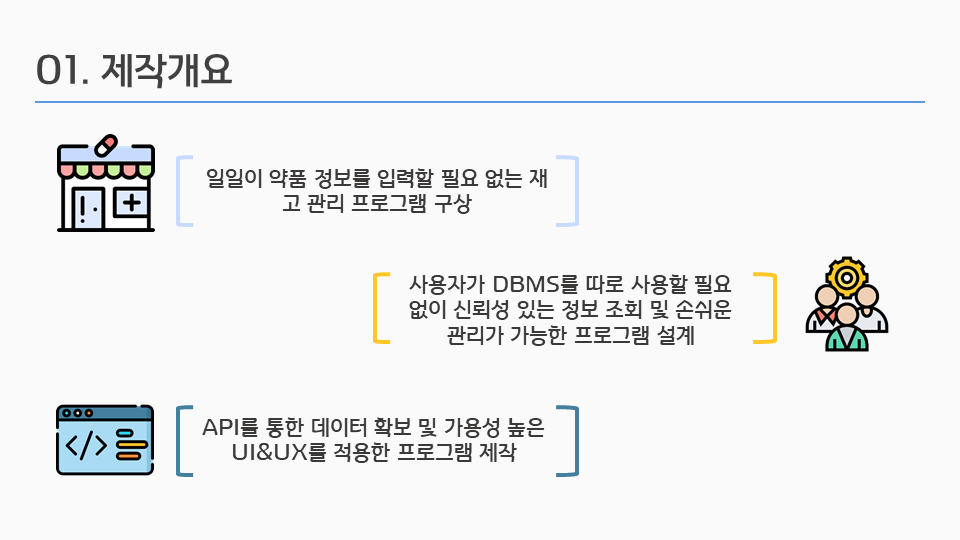 01. 제작개요
일일이 약품 정보를 입력할 필요 없는 재
고 관리 프로그램 구상
사용자가 DBMS를 따로 사용할 필요
없이 신뢰성 있는 정보 조회 및 손쉬운
관리가 가능한 프로그램 설계
API를 통한 데이터 확보 및 가용성 높은
UI&UX를 적용한 프로그램 제작